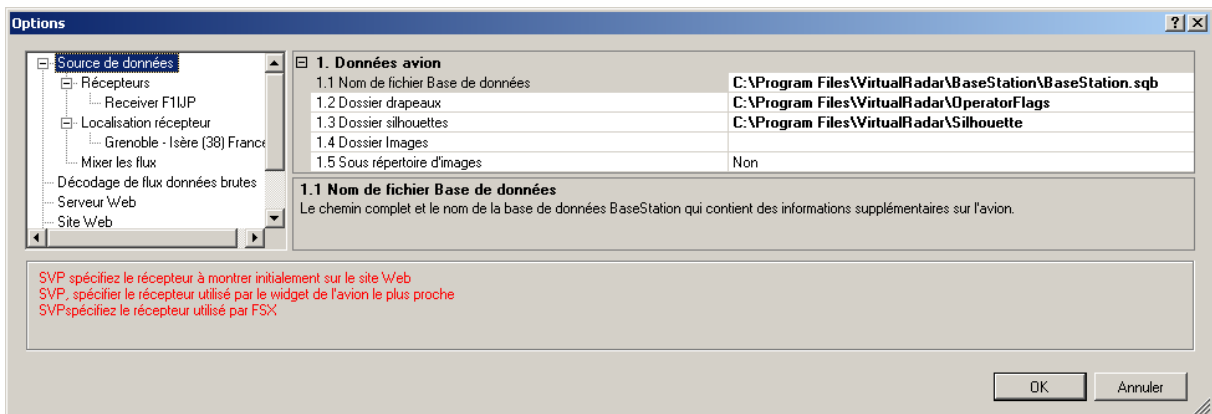 Options
Source de données
Récepteurs
Receiver F1IJP
Localisation récepteur
Grenoble - Isère (38) France
Mixer les flux
Décodage de flux données brutes
Serveur Web
Site Web
1. Données avion
1.1 Nom de fichier Base de données C:\Program Files\VirtualRadar\BaseStation\BaseStation.sqb
1.2 Dossier drapeaux C:\Program Files\VirtualRadar\OperatorFlags
1.3 Dossier silhouettes C:\Program Files\VirtualRadar\Silhouette
1.4 Dossier Images
1.5 Sous répertoire d'images Non
1.1 Nom de fichier Base de données
Le chemin complet et le nom de la base de données BaseStation qui contient des informations supplémentaires sur l'avion.
SVP spécifiez le récepteur à montrer initialement sur le site Web
SVP, spécifier le récepteur utilisé par le widget de l'avion le plus proche
SVPspécifiez le récepteur utilisé par FSX
OK Annuler